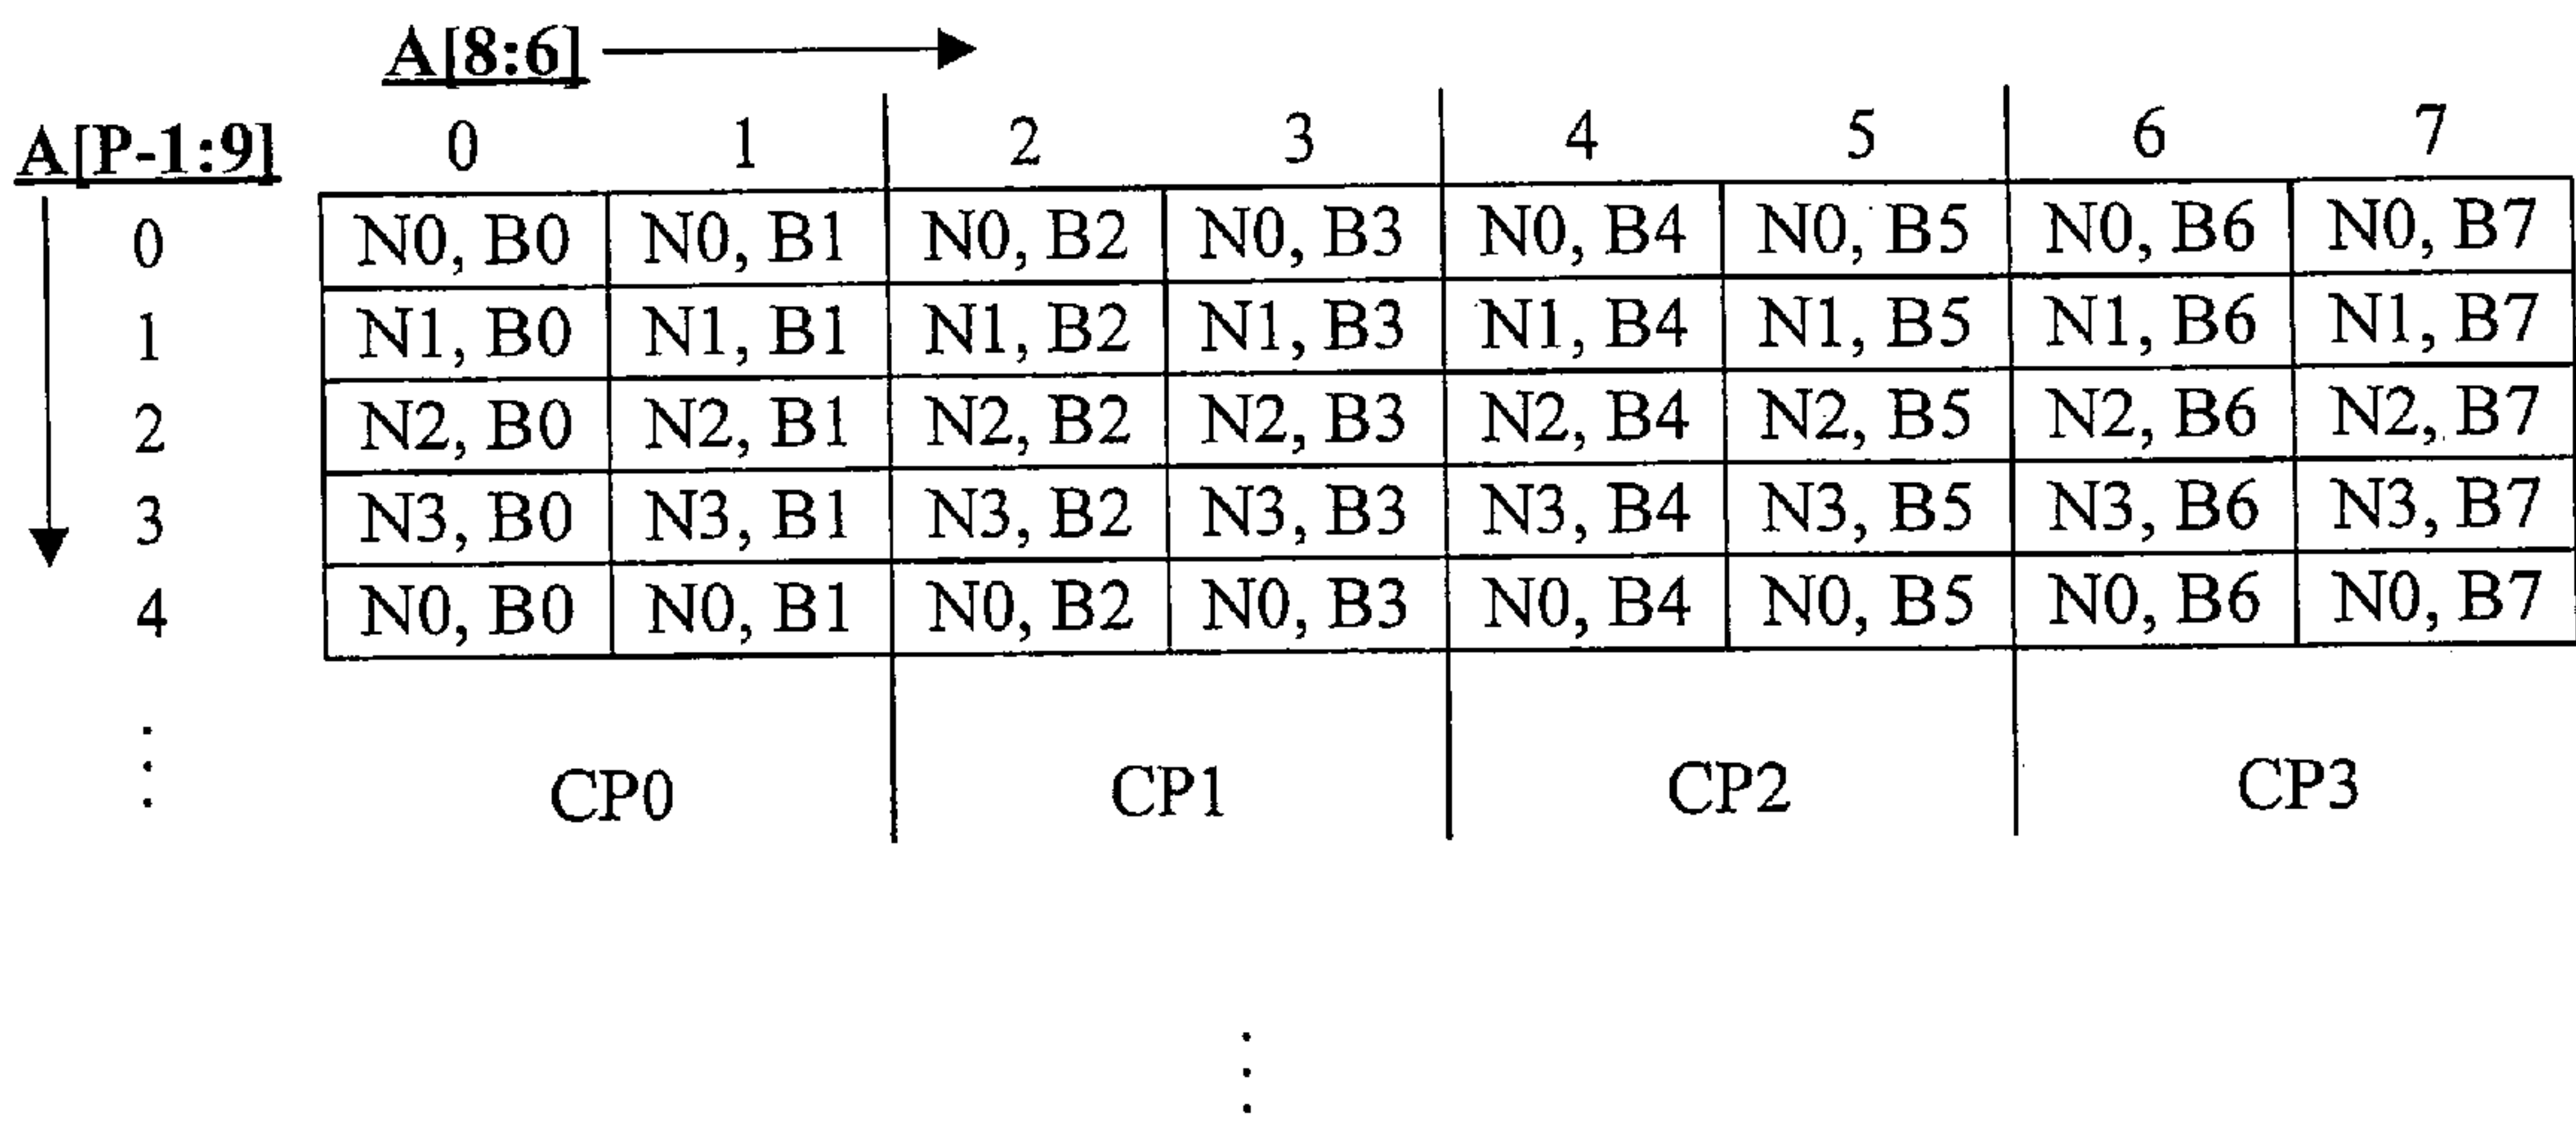 A[8:6]
A[P-1:9] 0 1 2 3 4 5 6 7
0 N0, B0 N0, B1 N0, B2 N0, B3 N0, B4 N0, B5 N0, B6 N0, B7
1 N1, B0 N1, B1 N1, B2 N1, B3 N1, B4 N1, B5 N1, B6 N1, B7
2 N2, B0 N2, B1 N2, B2 N2, B3 N2, B4 N2, B5 N2, B6 N2, B7
3 N3, B0 N3, B1 N3, B2 N3, B3 N3, B4 N3, B5 N3, B6 N3, B7
4 N0, B0 N0, B1 N0, B2 N0, B3 N0, B4 N0, B5 N0, B6 N0, B7
CP0 CP1 CP2 CP3